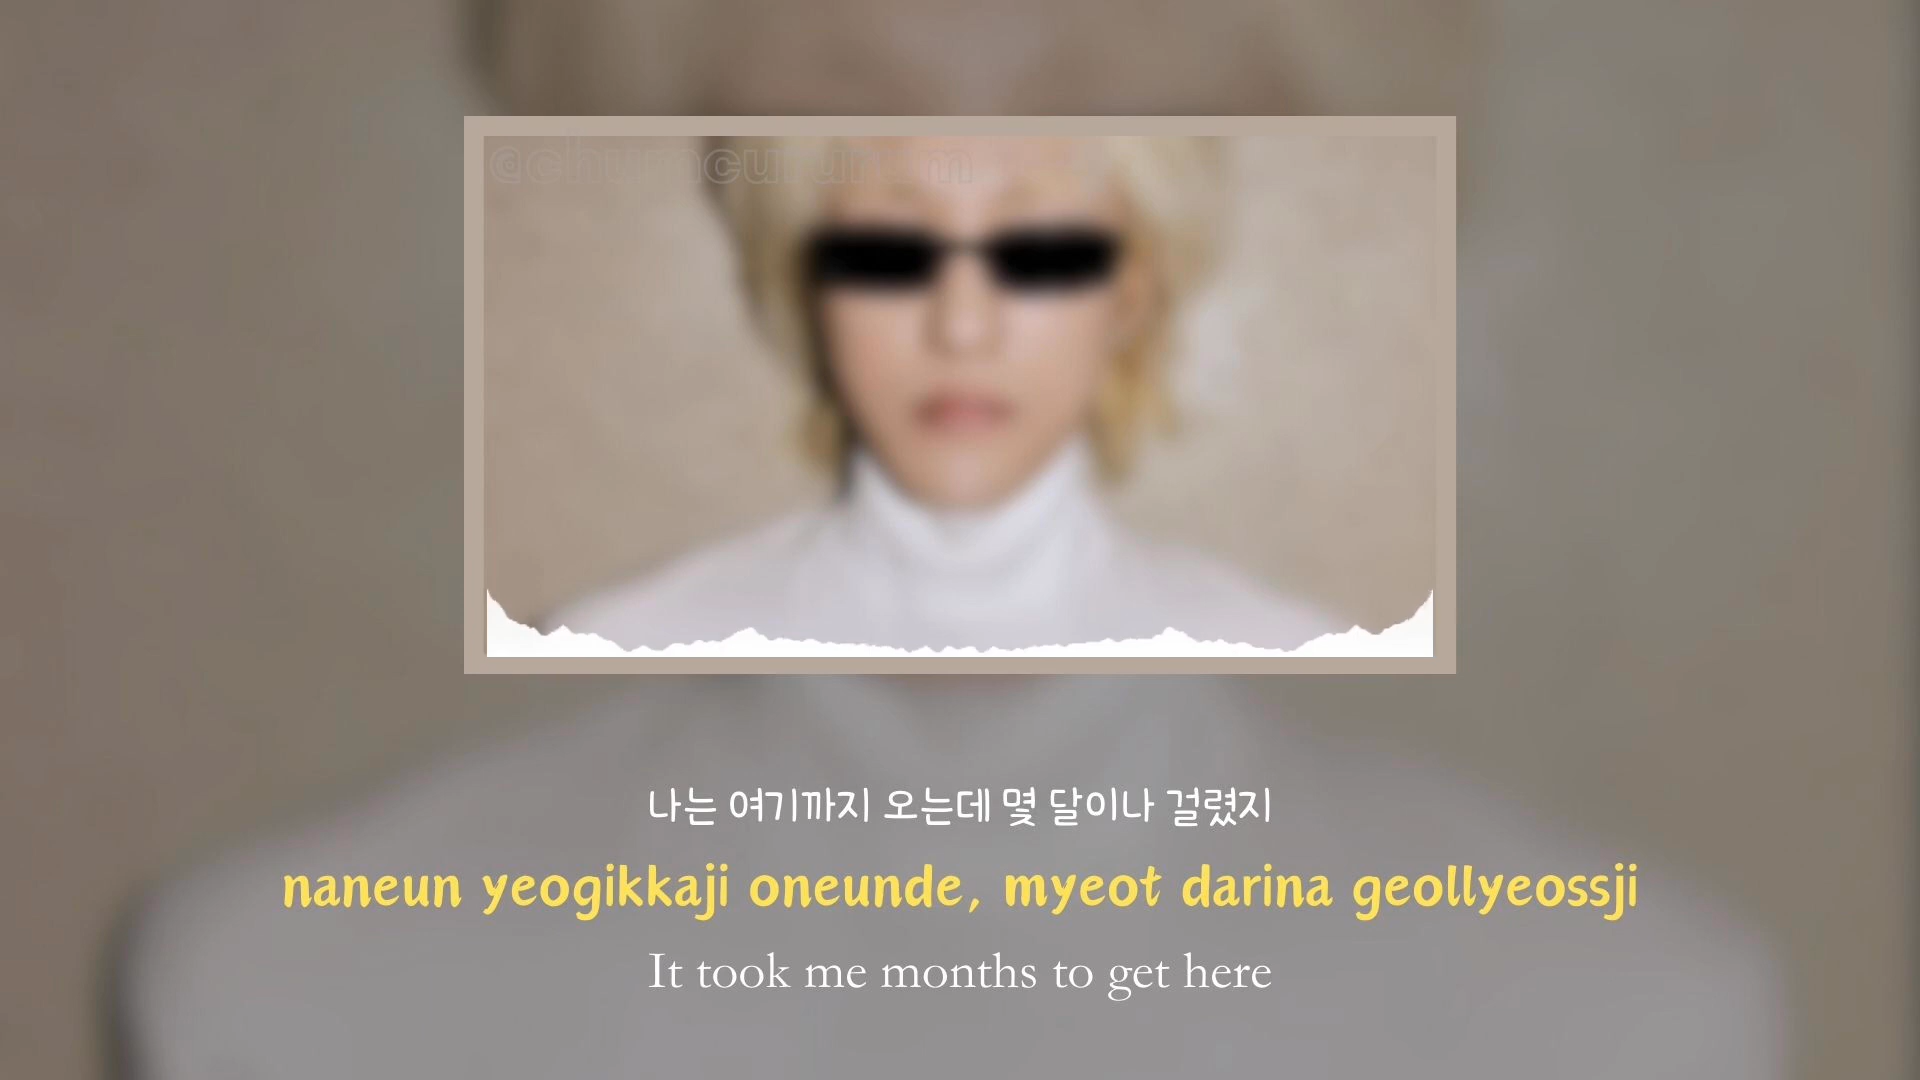 @chumcururum
나는 여기까지 오는데 몇 달이나 걸렸지
naneun yeogikkaji oneunde, myeot darina geollyeossji
It took me months to get here